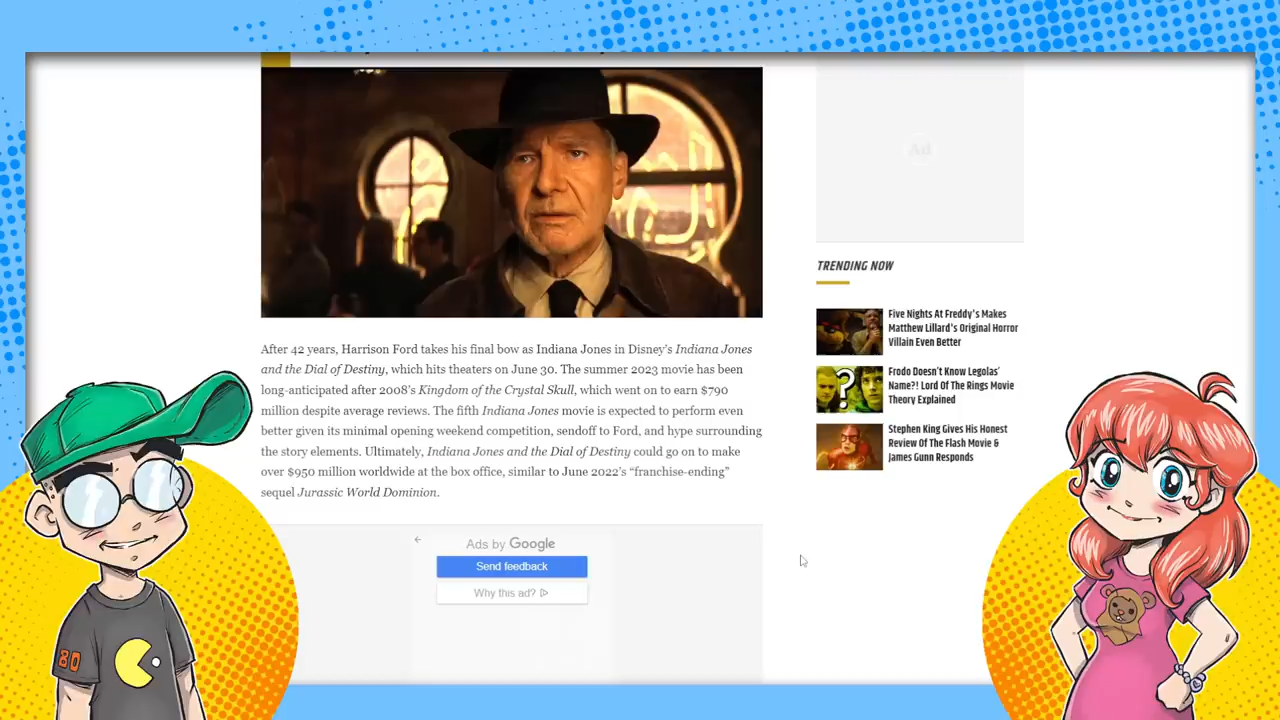 After 42 years, Harrison Ford takes his final bow as Indiana Jones in Disney's Indiana Jones
and the Dial of Destiny, which hits theaters on June 30. The summer 2023 movie has been
long-anticipated after 2008's Kingdom of the Crystal Skull, which went on to earn $790
million despite average reviews. The fifth Indiana Jones movie is expected to perform even
better given its minimal opening weekend competition, sendoff to Ford, and hype surrounding
the story elements. Ultimately, Indiana Jones and the Dial of Destiny could go on to make
over $950 million worldwide at the box office, similar to June 2022's “franchise-ending”
sequel Jurassic World Dominion.
Ads by Google
Send feedback
Why this ad?
Ad
TRENDING NOW
Five Nights At Freddy's Makes
Matthew Lillard's Original Horror
Villain Even Better
?
Frodo Doesn't Know Legolas'
Name?! Lord Of The Rings Movie
Theory Explained
Stephen King Gives His Honest
Review Of The Flash Movie &
James Gunn Responds
80